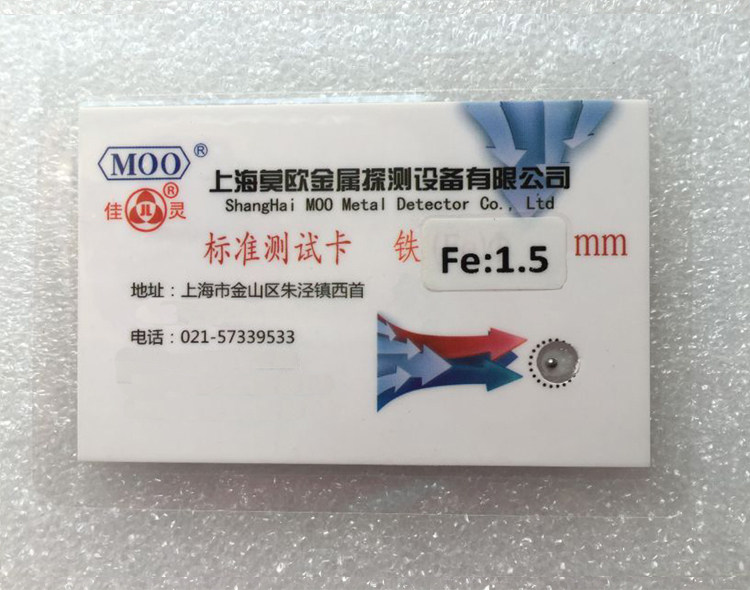 MOO®
佳 JL 灵®
上海莫欧金属探测设备有限公司
ShangHai MOO Metal Detector Co., Ltd
标准测试卡 铁 Fe:1.5 mm
地址：上海市金山区朱泾镇西首
电话：021-57339533